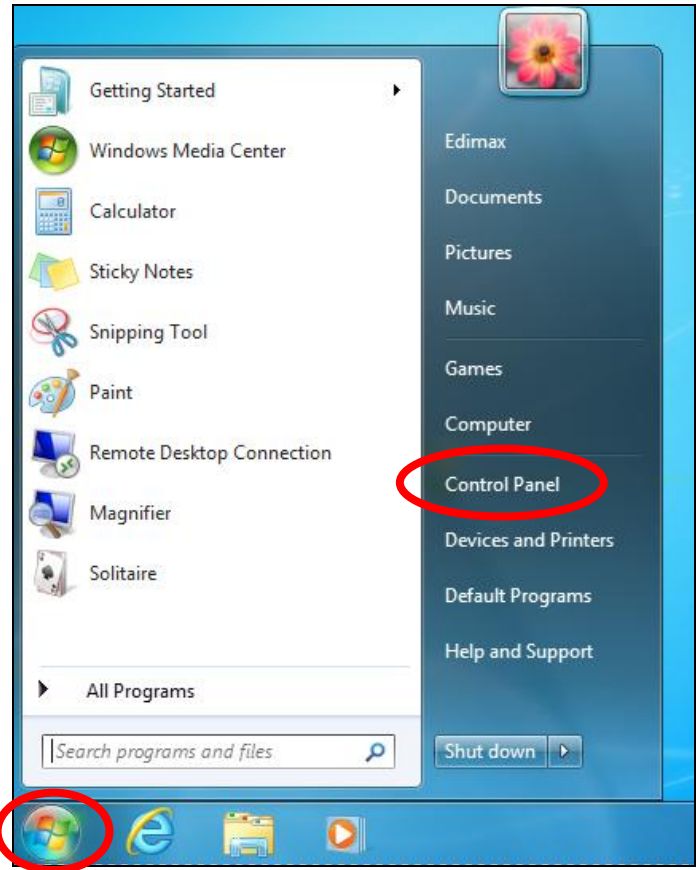 Getting Started
Windows Media Center
Calculator
Sticky Notes
Snipping Tool
Paint
Remote Desktop Connection
Magnifier
Solitaire
All Programs
Search programs and files
Edimax
Documents
Pictures
Music
Games
Computer
Control Panel
Devices and Printers
Default Programs
Help and Support
Shut down